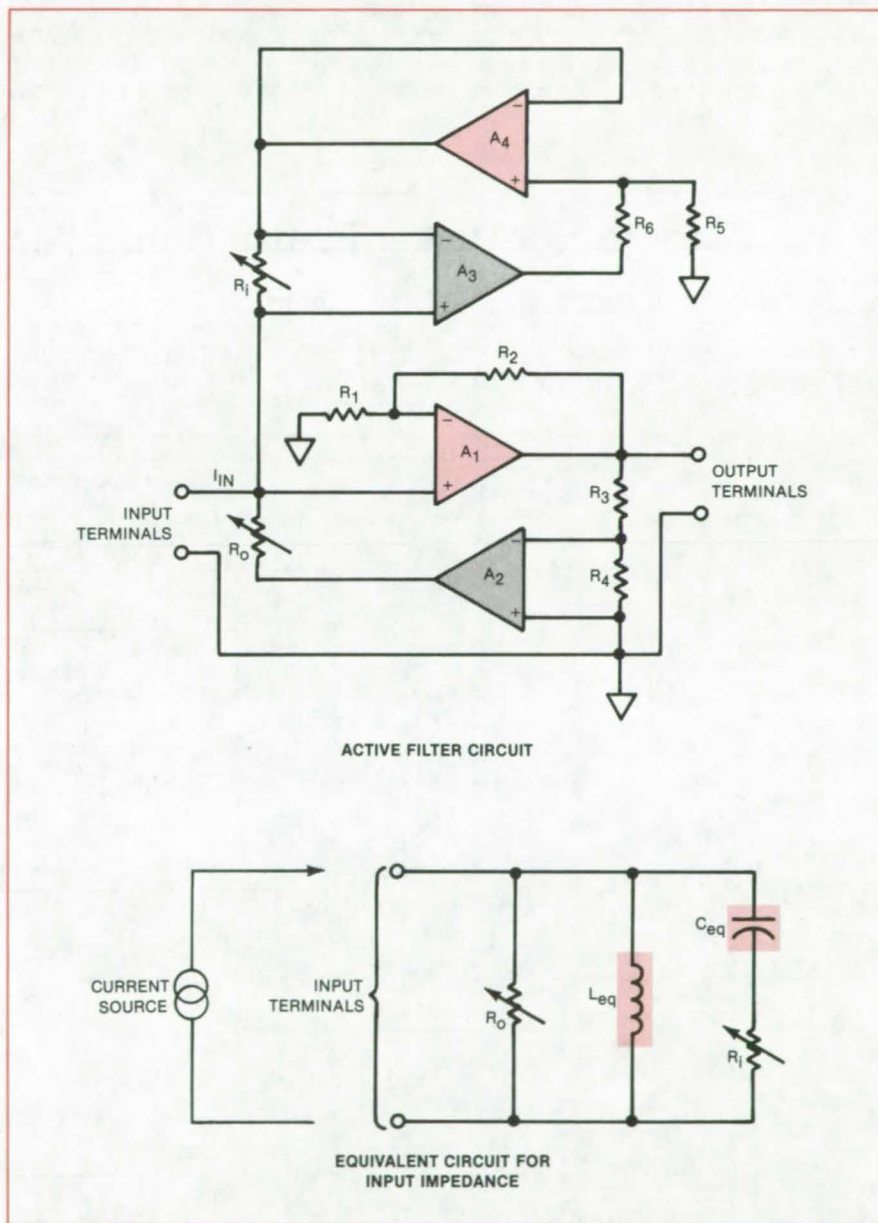 A4
R6
R5
Ri
A3
R2
R1
A1
IIN
INPUT
TERMINALS
OUTPUT
TERMINALS
R3
Ro
A2
R4
ACTIVE FILTER CIRCUIT
CURRENT
SOURCE
INPUT
TERMINALS
Ro
Leq
Ceq
Ri
EQUIVALENT CIRCUIT FOR
INPUT IMPEDANCE